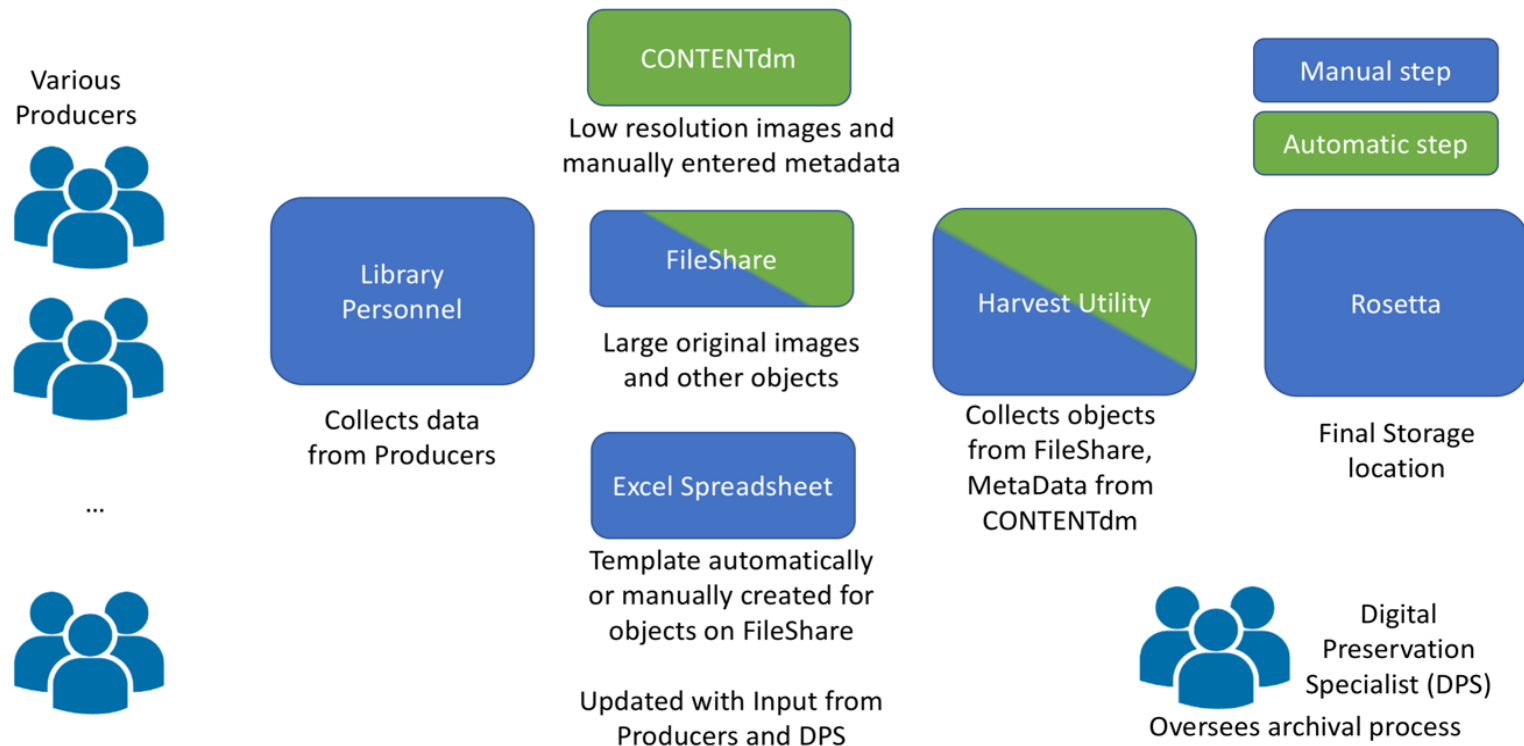 Various
Producers
...
Library
Personnel
Collects data
from Producers
CONTENTdm
Low resolution images and
manually entered metadata
FileShare
Large original images
and other objects
Excel Spreadsheet
Template automatically
or manually created for
objects on FileShare
Updated with Input from
Producers and DPS
Harvest Utility
Collects objects
from FileShare,
MetaData from
CONTENTdm
Manual step
Automatic step
Rosetta
Final Storage
location
Digital
Preservation
Specialist (DPS)
Oversees archival process